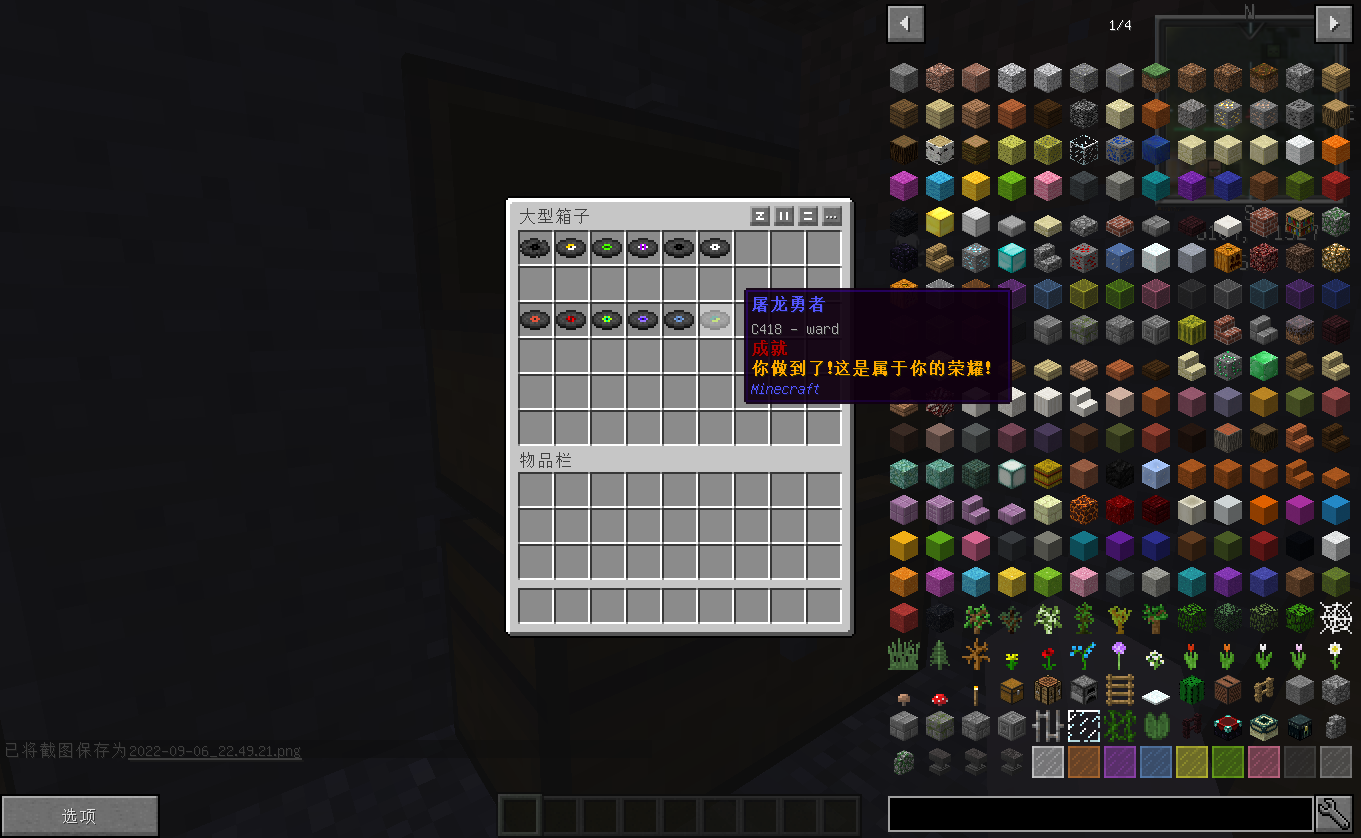 1/4
N
大型箱子
屠龙勇者
C418 - ward
成就
你做到了!这是属于你的荣耀!
Minecraft
物品栏
已将截图保存为2022-09-06_22.49.21.png
选项